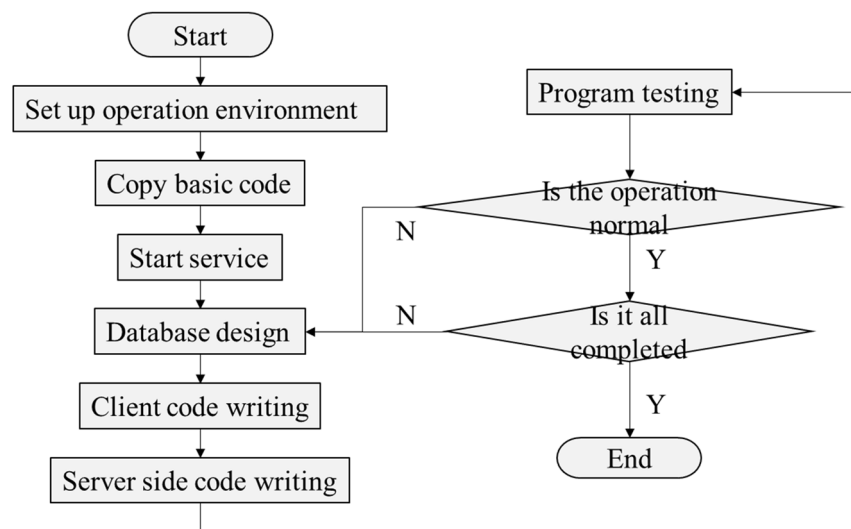 Start
Set up operation environment
Copy basic code
Start service
Database design
Client code writing
Server side code writing
Program testing
Is the operation
normal
N
Y
Is it all
completed
N
Y
End